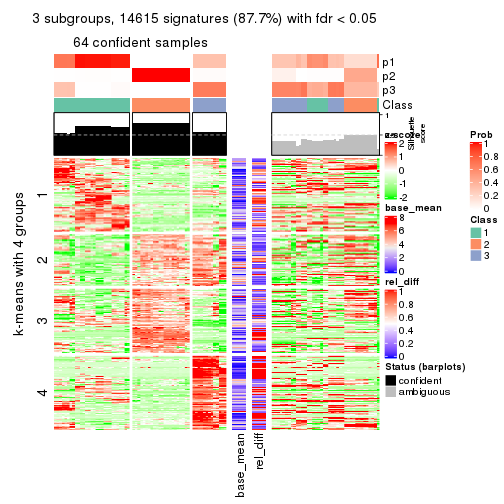 3 subgroups, 14615 signatures (87.7%) with fdr < 0.05
64 confident samples
p1
p2
p3
Class
1
Silhouette
score
k-means with 4 groups
1
2
3
4
base_mean
rel_diff
z-score
2
1
0
-2
base_mean
8
6
4
2
0
rel_diff
1
0.8
0.6
0.4
0.2
0
Status (barplots)
confident
ambiguous
Prob
1
0.8
0.6
0.4
0.2
0
Class
1
2
3